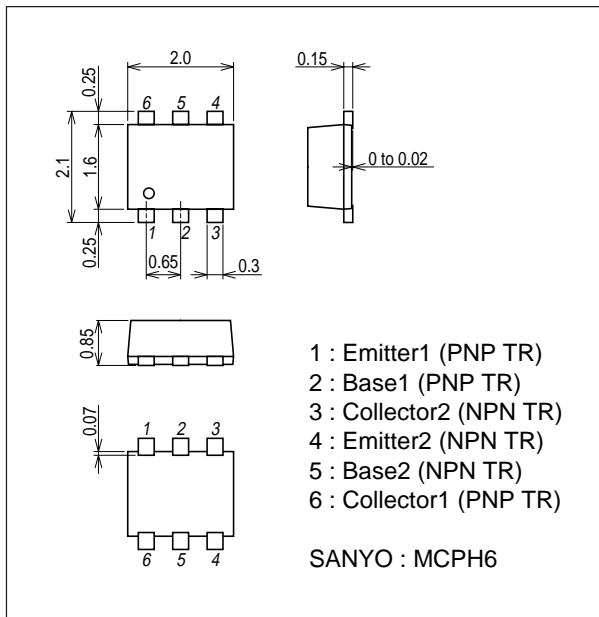 0.25
2.0
0.15
6 5 4
2.1
1.6
0 to 0.02
0.25
1 2 3
0.65
0.3
0.85
0.07
1 2 3
6 5 4
1 : Emitter1 (PNP TR)
2 : Base1 (PNP TR)
3 : Collector2 (NPN TR)
4 : Emitter2 (NPN TR)
5 : Base2 (NPN TR)
6 : Collector1 (PNP TR)
SANYO : MCPH6